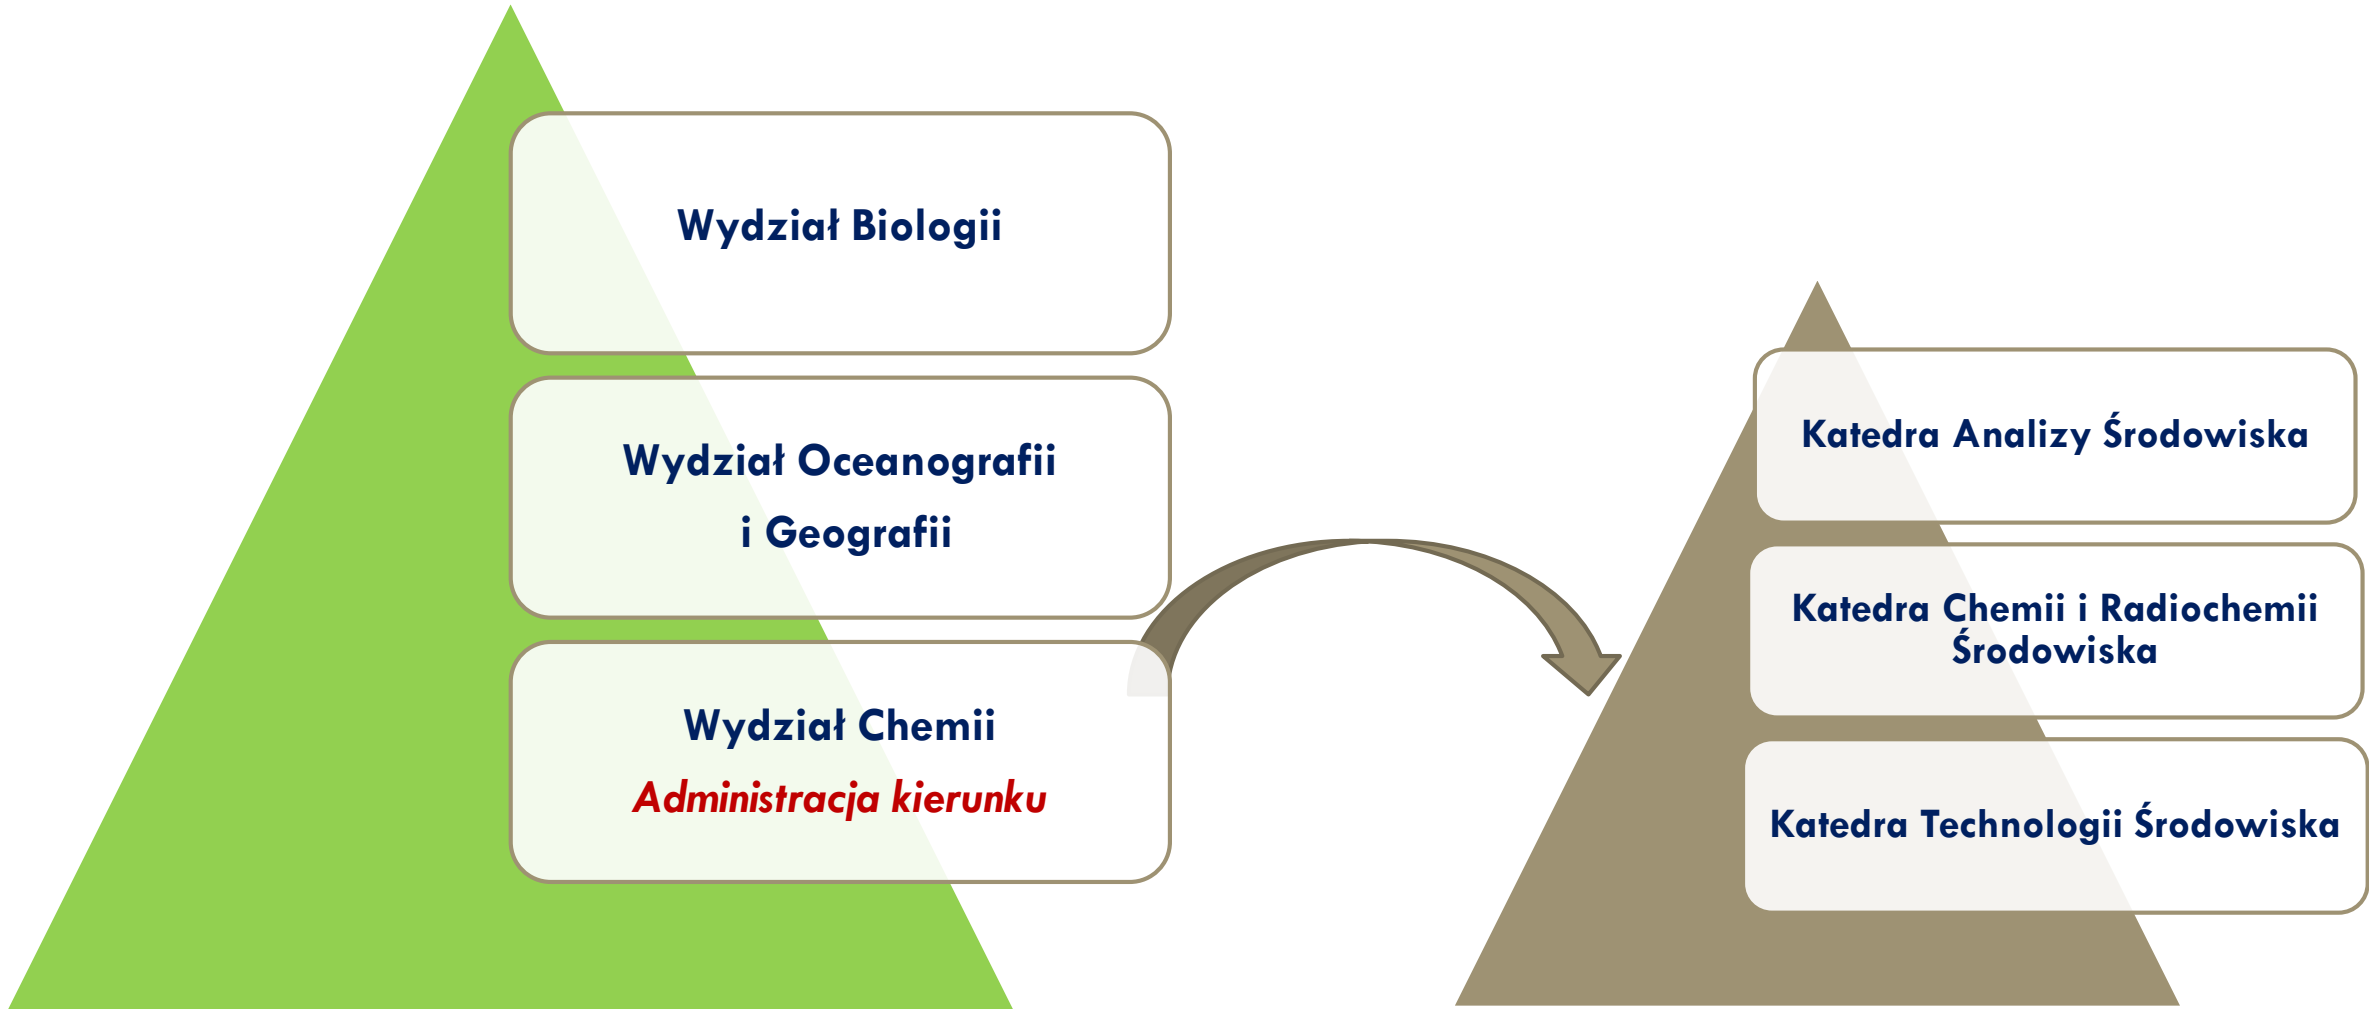 Wydział Biologii
Wydział Oceanografii
i Geografii
Wydział Chemii
Administracja kierunku
Katedra Analizy Środowiska
Katedra Chemii i Radiochemii
Środowiska
Katedra Technologii Środowiska